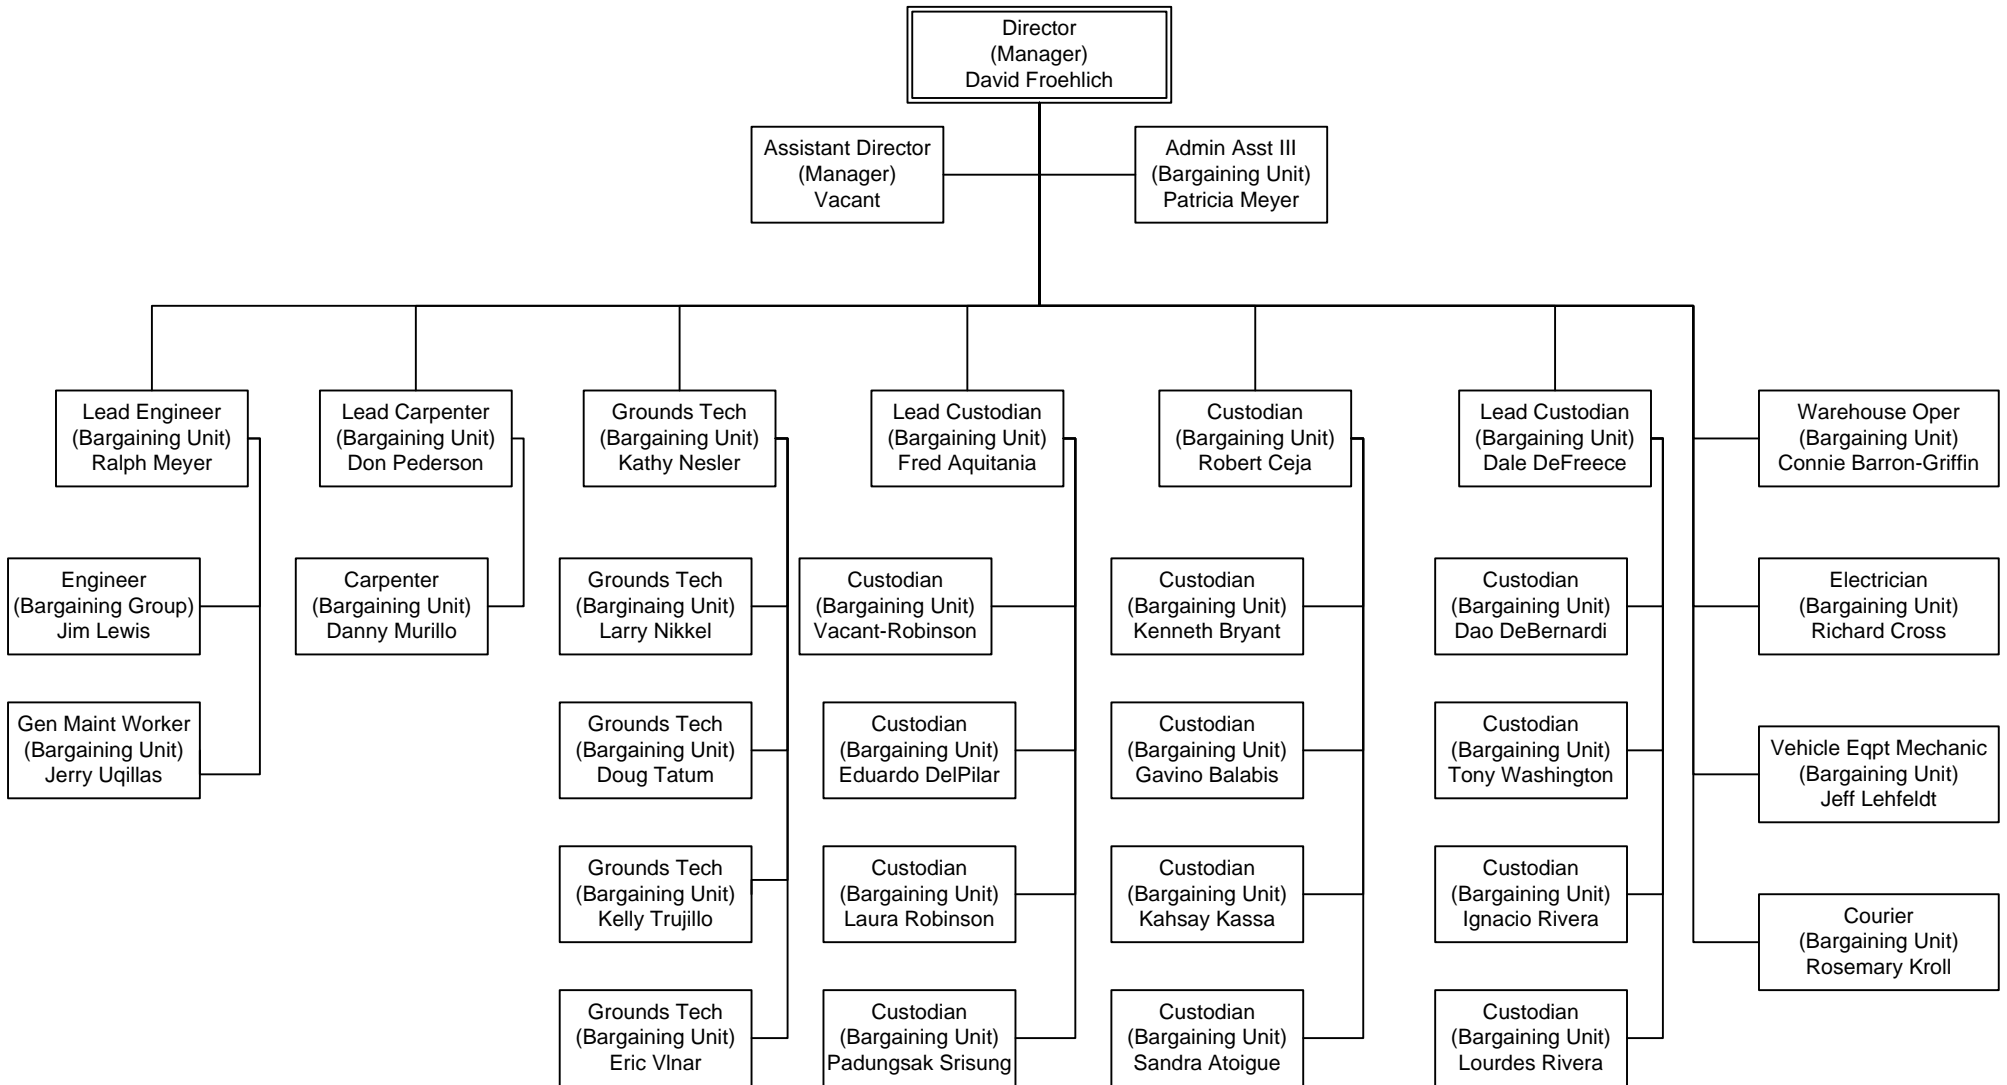 Director
(Manager)
David Froehlich
Assistant Director
(Manager)
Vacant
Admin Asst III
(Bargaining Unit)
Patricia Meyer
Lead Engineer
(Bargaining Unit)
Ralph Meyer
Lead Carpenter
(Bargaining Unit)
Don Pederson
Grounds Tech
(Bargaining Unit)
Kathy Nesler
Lead Custodian
(Bargaining Unit)
Fred Aquitania
Custodian
(Bargaining Unit)
Robert Ceja
Lead Custodian
(Bargaining Unit)
Dale DeFreece
Warehouse Oper
(Bargaining Unit)
Connie Barron-Griffin
Engineer
(Bargaining Group)
Jim Lewis
Carpenter
(Bargaining Unit)
Danny Murillo
Grounds Tech
(Barginaing Unit)
Larry Nikkel
Custodian
(Bargaining Unit)
Vacant-Robinson
Custodian
(Bargaining Unit)
Kenneth Bryant
Custodian
(Bargaining Unit)
Dao DeBernardi
Electrician
(Bargaining Unit)
Richard Cross
Gen Maint Worker
(Bargaining Unit)
Jerry Uqillas
Grounds Tech
(Bargaining Unit)
Doug Tatum
Custodian
(Bargaining Unit)
Eduardo DelPilar
Custodian
(Bargaining Unit)
Gavino Balabis
Custodian
(Bargaining Unit)
Tony Washington
Vehicle Eqpt Mechanic
(Bargaining Unit)
Jeff Lehfeldt
Grounds Tech
(Bargaining Unit)
Kelly Trujillo
Custodian
(Bargaining Unit)
Laura Robinson
Custodian
(Bargaining Unit)
Kahsay Kassa
Custodian
(Bargaining Unit)
Ignacio Rivera
Courier
(Bargaining Unit)
Rosemary Kroll
Grounds Tech
(Bargaining Unit)
Eric Vlnar
Custodian
(Bargaining Unit)
Padungsak Srisung
Custodian
(Bargaining Unit)
Sandra Atoigue
Custodian
(Bargaining Unit)
Lourdes Rivera